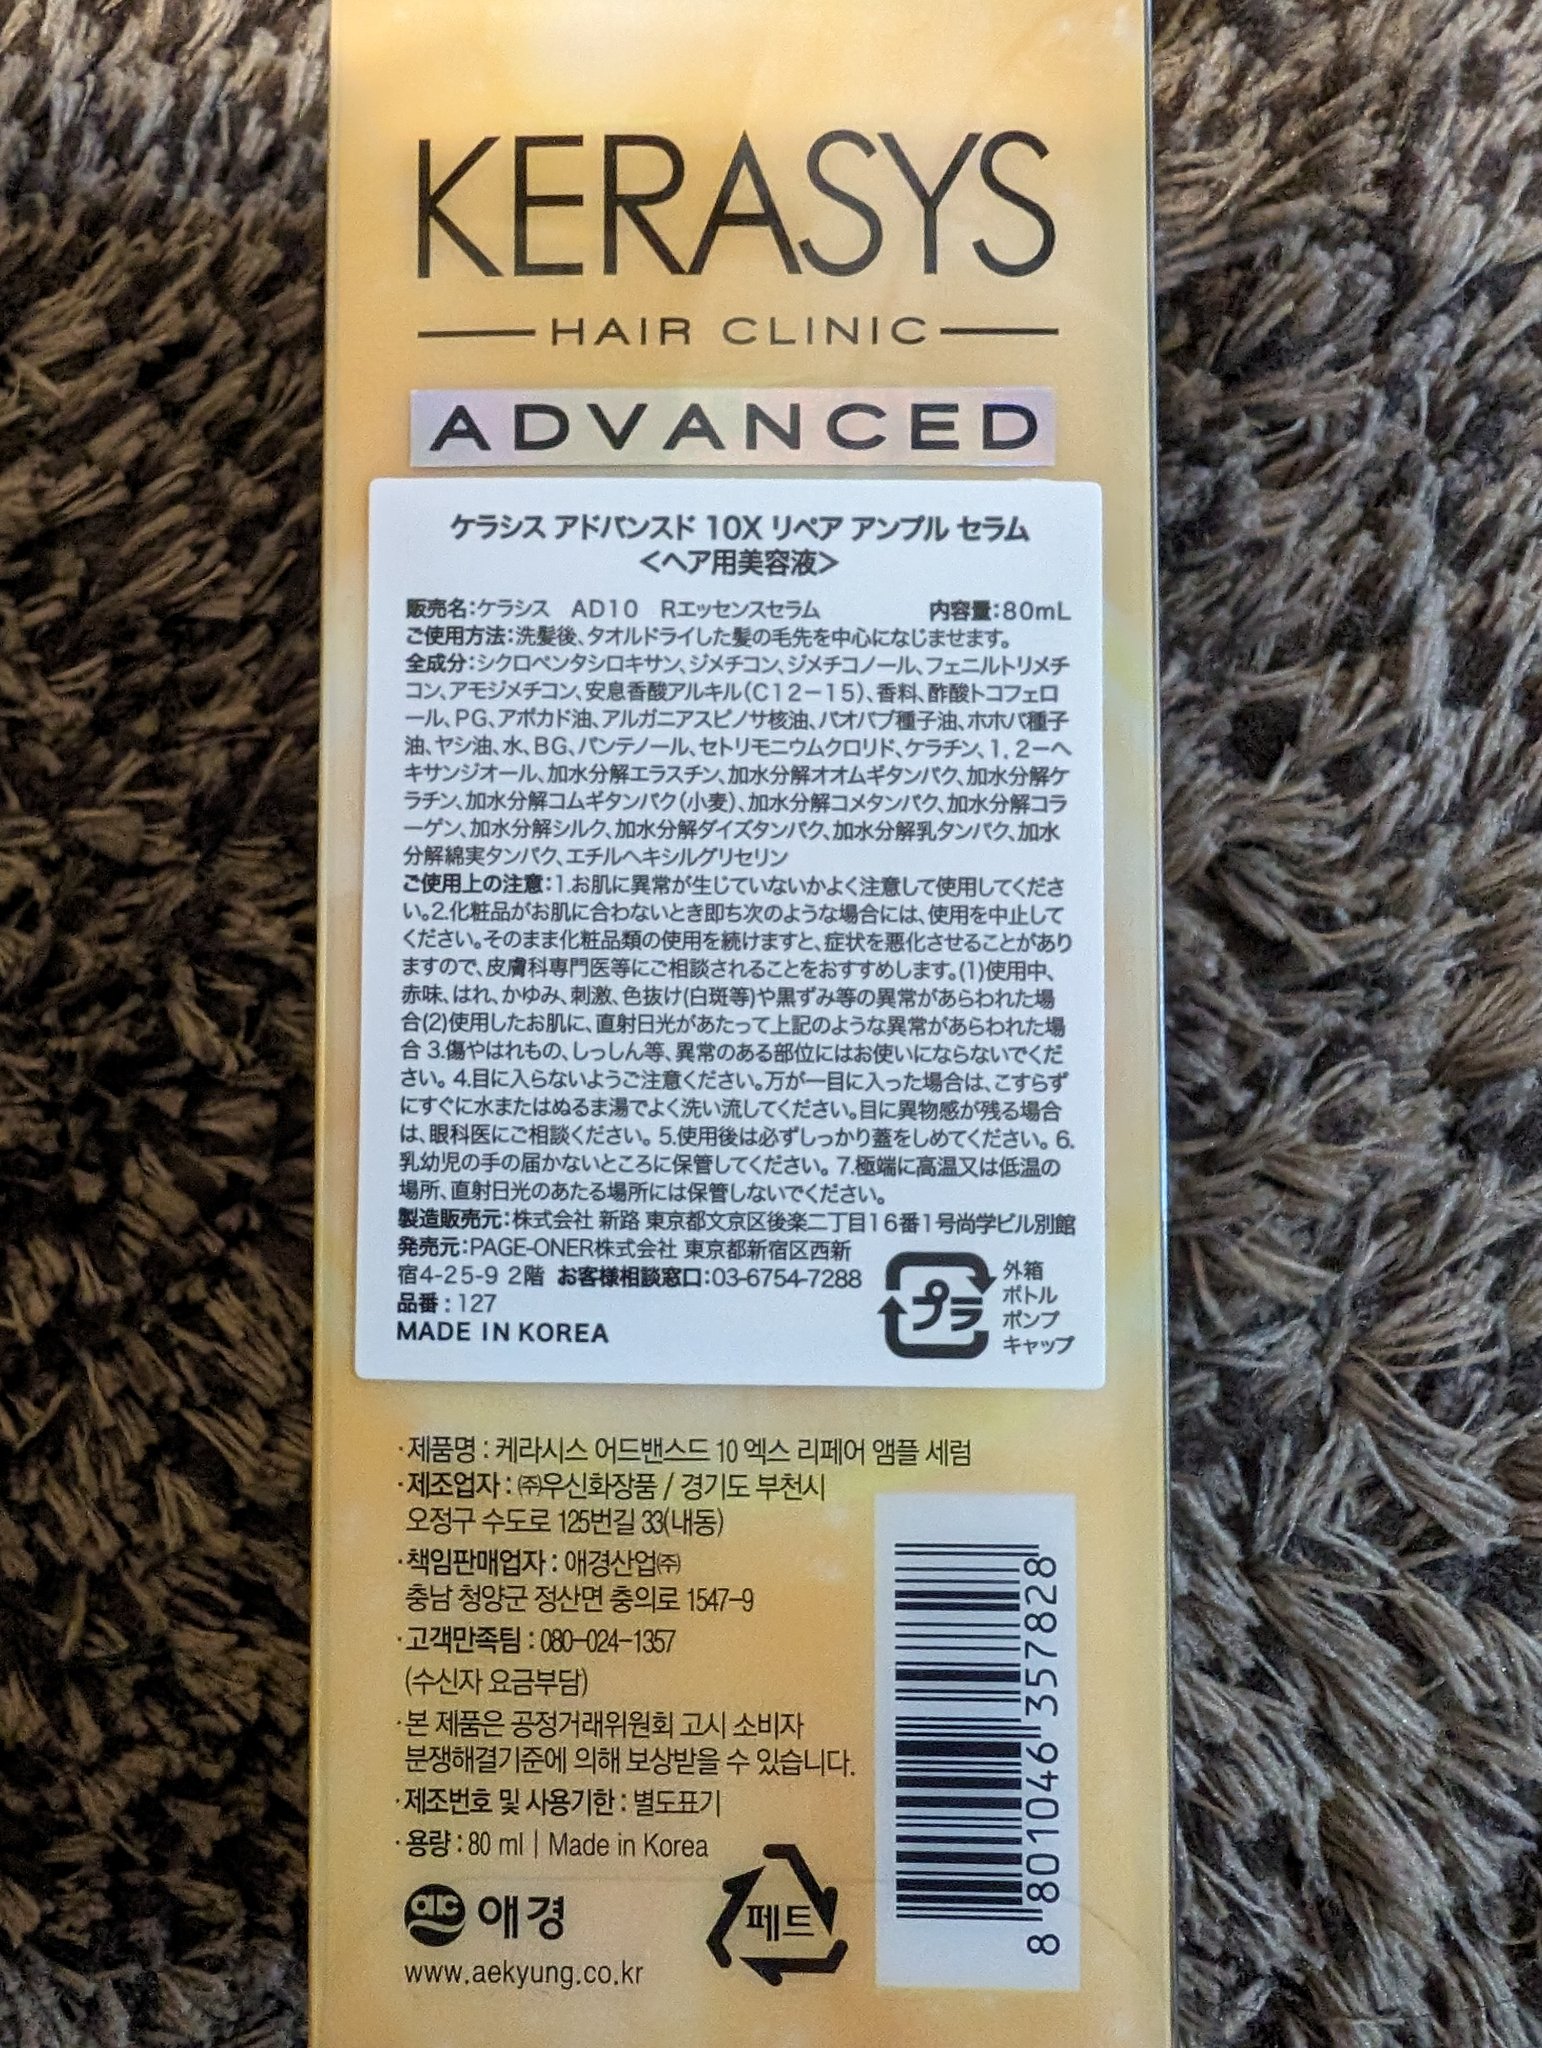 KERASYS
HAIR CLINIC
ADVANCED
ケラシス アドバンスド 10X リペア アンプル セラム
<ヘア用美容液>
販売名:ケラシス AD10 Rエッセンスセラム 内容量:80mL
ご使用方法:洗髪後、タオルドライした髪の毛先を中心になじませます。
全成分:シクロペンタシロキサン、ジメチコン、ジメチコノール、フェニルトリメチ
コン、アモジメチコン、安息香酸アルキル(C12-15)、香料、酢酸トコフェロ
ール、PG、アボカド油、アルガニアスピノサ核油、バオバブ種子油、ホホバ種子
油、ヤシ油、水、BG、パンテノール、セトリモニウムクロリド、ケラチン、1,2-ヘ
キサンジオール、加水分解エラスチン、加水分解オオムギタンパク、加水分解ケ
ラチン、加水分解コムギタンパク(小麦)、加水分解コメタンパク、加水分解コラ
ーゲン、加水分解シルク、加水分解ダイズタンパク、加水分解乳タンパク、加水
分解綿実タンパク、エチルヘキシルグリセリン
ご使用上の注意:1.お肌に異常が生じていないかよく注意して使用してくださ
い。2.化粧品がお肌に合わないとき即ち次のような場合には、使用を中止して
ください。そのまま化粧品類の使用を続けますと、症状を悪化させることがあり
ますので、皮膚科専門医等にご相談されることをおすすめします。(1)使用中、
赤味、はれ、かゆみ、刺激、色抜け(白斑等)や黒ずみ等の異常があらわれた場
合(2)使用したお肌に、直射日光があたって上記のような異常があらわれた場
合 3.傷やはれもの、しっしん等、異常のある部位にはお使いにならないでくだ
さい。 4.目に入らないようご注意ください。万が一目に入った場合は、こすらず
にすぐに水またはぬるま湯でよく洗い流してください。目に異物感が残る場合
は、眼科医にご相談ください。 5.使用後は必ずしっかり蓋をしめてください。 6.
乳幼児の手の届かないところに保管してください。 7.極端に高温又は低温の
場所、直射日光のあたる場所には保管しないでください。
製造販売元:株式会社 新路 東京都文京区後楽二丁目16番1号尚学ビル別館
発売元:PAGE-ONER株式会社 東京都新宿区西新
宿4-25-9 2階 お客様相談窓口:03-6754-7288
品番 : 127
MADE IN KOREA
プラ
外箱
ボトル
ポンプ
キャップ
·제품명 : 케라시스 어드밴스드 10 엑스 리페어 앰플 세럼
·제조업자 : ㈜우신화장품 / 경기도 부천시
오정구 수도로 125번길 33(내동)
·책임판매업자 : 애경산업㈜
충남 청양군 정산면 충의로 1547-9
·고객만족팀 : 080-024-1357
(수신자 요금부담)
·본 제품은 공정거래위원회 고시 소비자
분쟁해결기준에 의해 보상받을 수 있습니다.
·제조번호 및 사용기한 : 별도표기
·용량 : 80 ml | Made in Korea
애경
www.aekyung.co.kr
페트
8 801046 357828